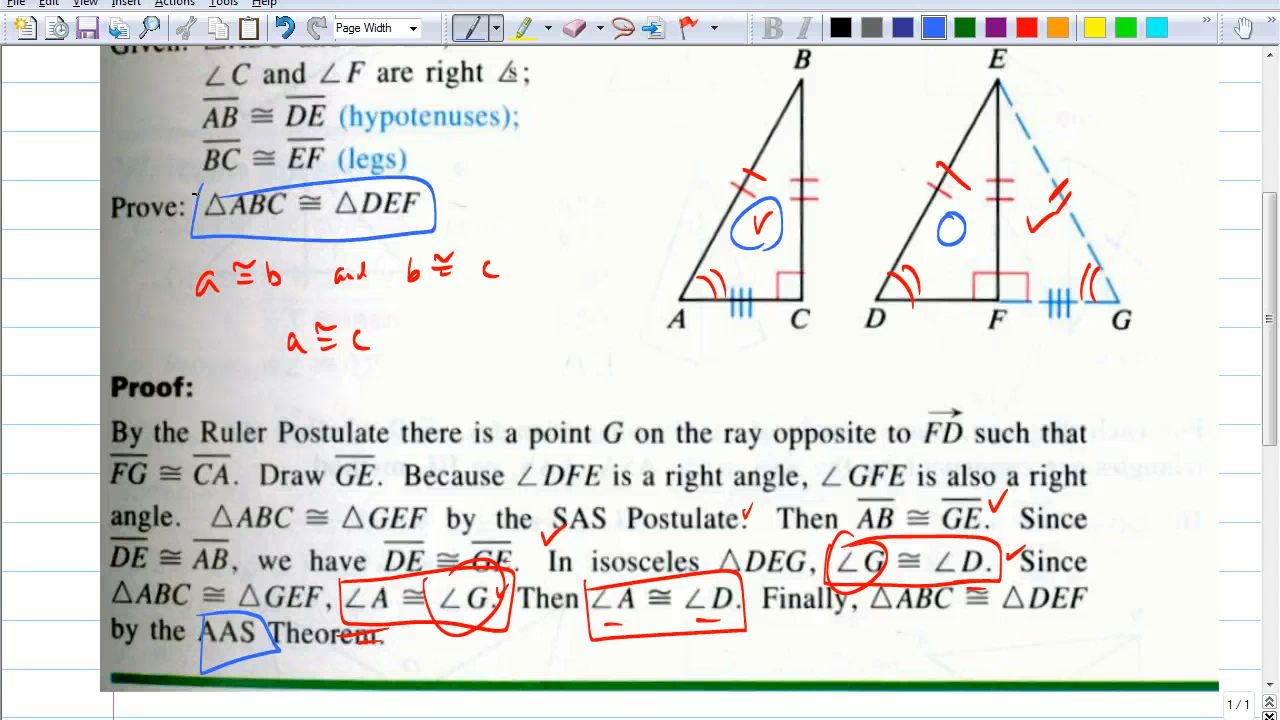 File Edit View Insert Actions Tools Help
Page Width
B I U
∠C and ∠F are right ∠s;
AB ≅ DE (hypotenuses);
BC ≅ EF (legs)
Prove: △ABC ≅ △DEF
a ≅ b and b ≅ c
a ≅ c
B
E
A
C
D
F
G
Proof:
By the Ruler Postulate there is a point G on the ray opposite to FD such that
FG ≅ CA. Draw GE. Because ∠DFE is a right angle, ∠GFE is also a right
angle. △ABC ≅ △GEF by the SAS Postulate. Then AB ≅ GE. Since
DE ≅ AB, we have DE ≅ GE. In isosceles △DEG, ∠G ≅ ∠D. Since
△ABC ≅ △GEF, ∠A ≅ ∠G. Then ∠A ≅ ∠D. Finally, △ABC ≅ △DEF
by the AAS Theorem.
1/1